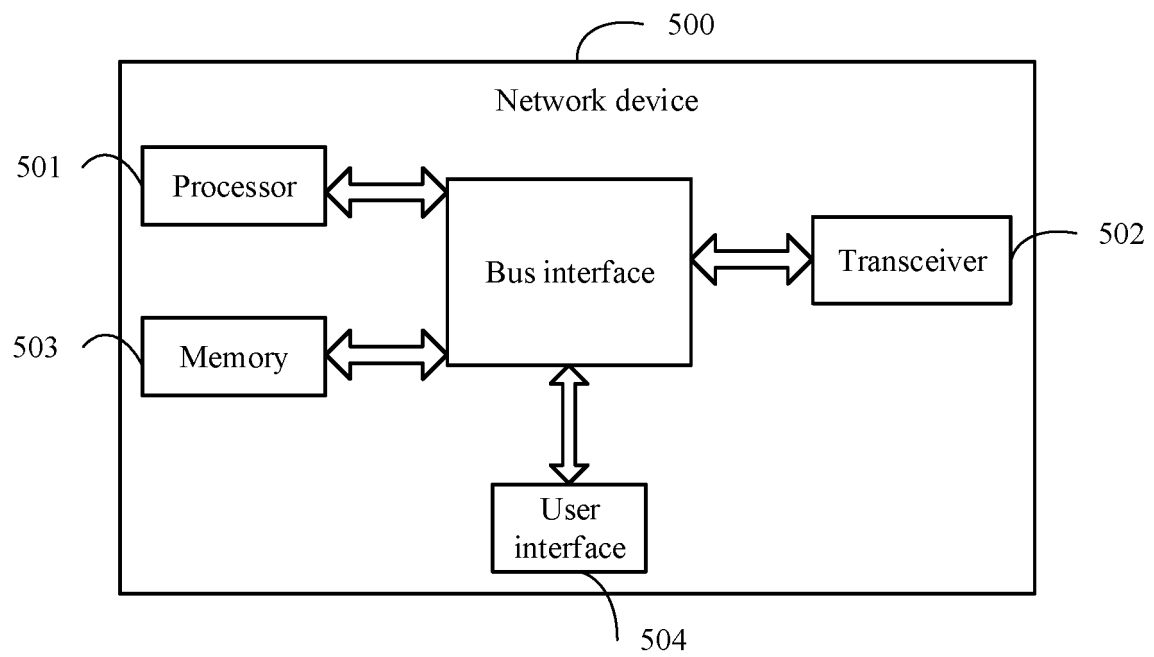 500
Network device
501
Processor
Bus interface
Transceiver
502
503
Memory
User
interface
504